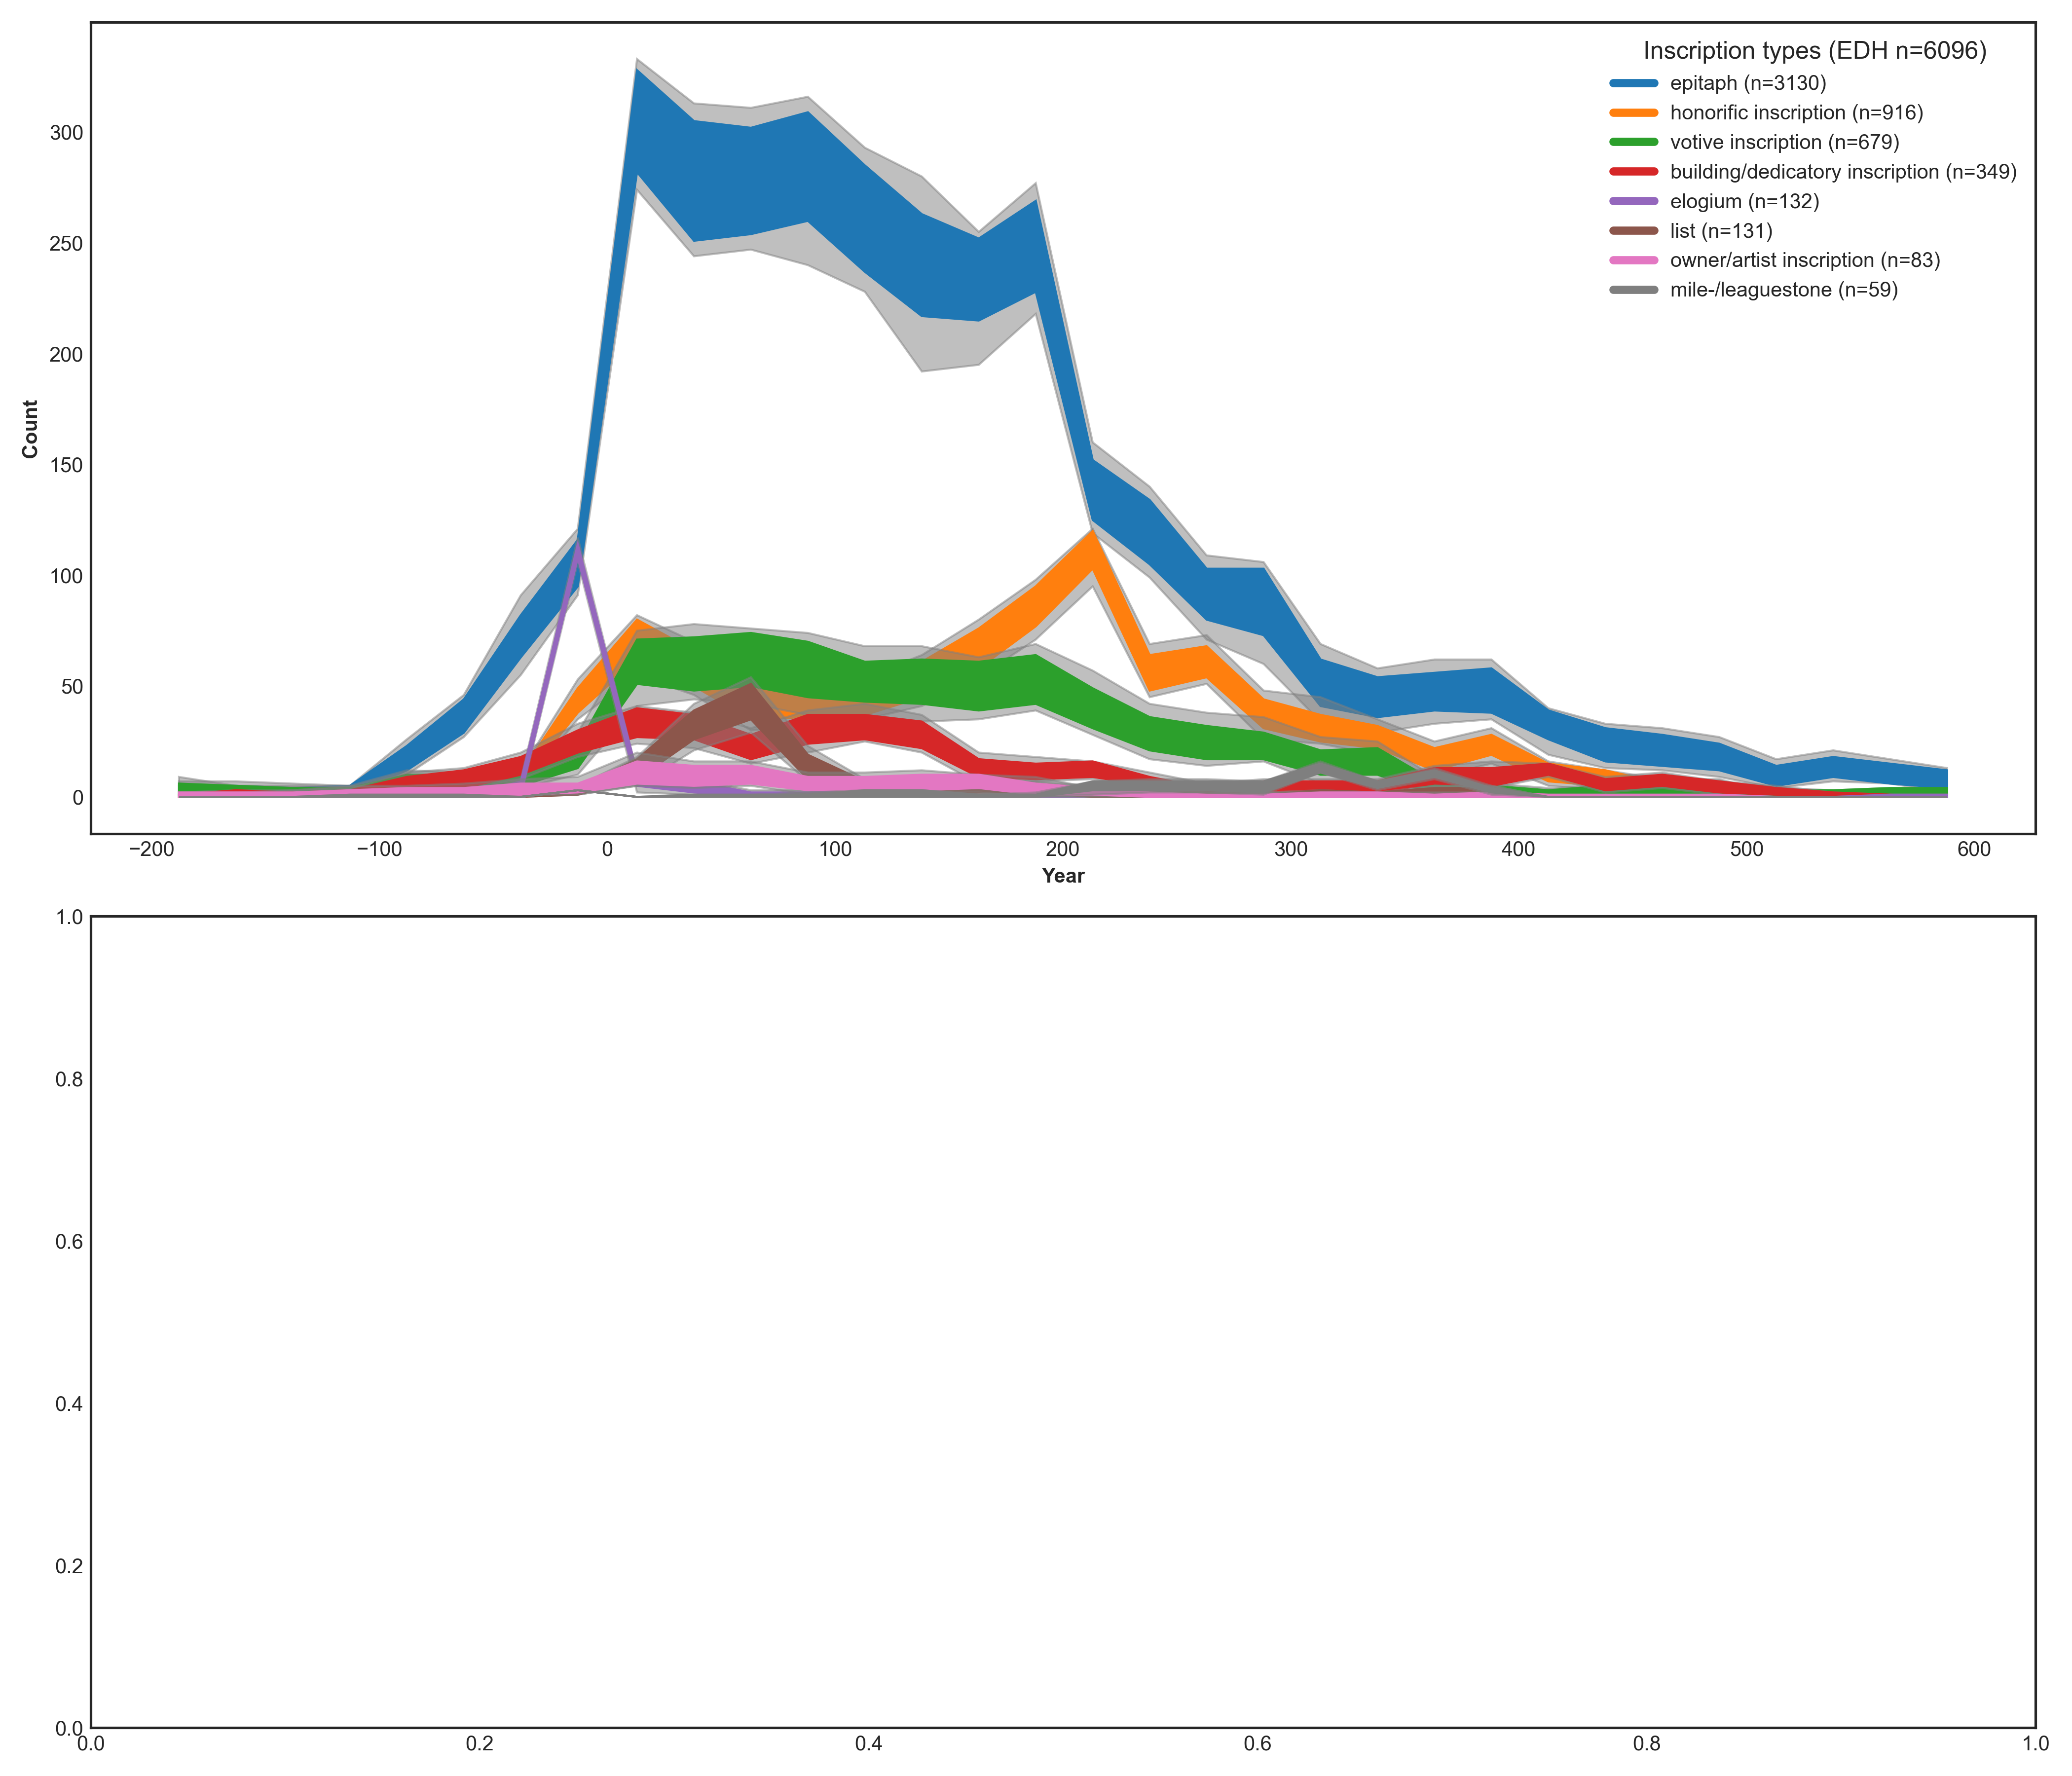 Inscription types (EDH n=6096)
epitaph (n=3130)
honorific inscription (n=916)
votive inscription (n=679)
building/dedicatory inscription (n=349)
elogium (n=132)
list (n=131)
owner/artist inscription (n=83)
mile-/leaguestone (n=59)
300
250
200
150
100
50
0
Count
−200 −100 0 100 200 300 400 500 600
Year
1.0
0.8
0.6
0.4
0.2
0.0
0.0 0.2 0.4 0.6 0.8 1.0